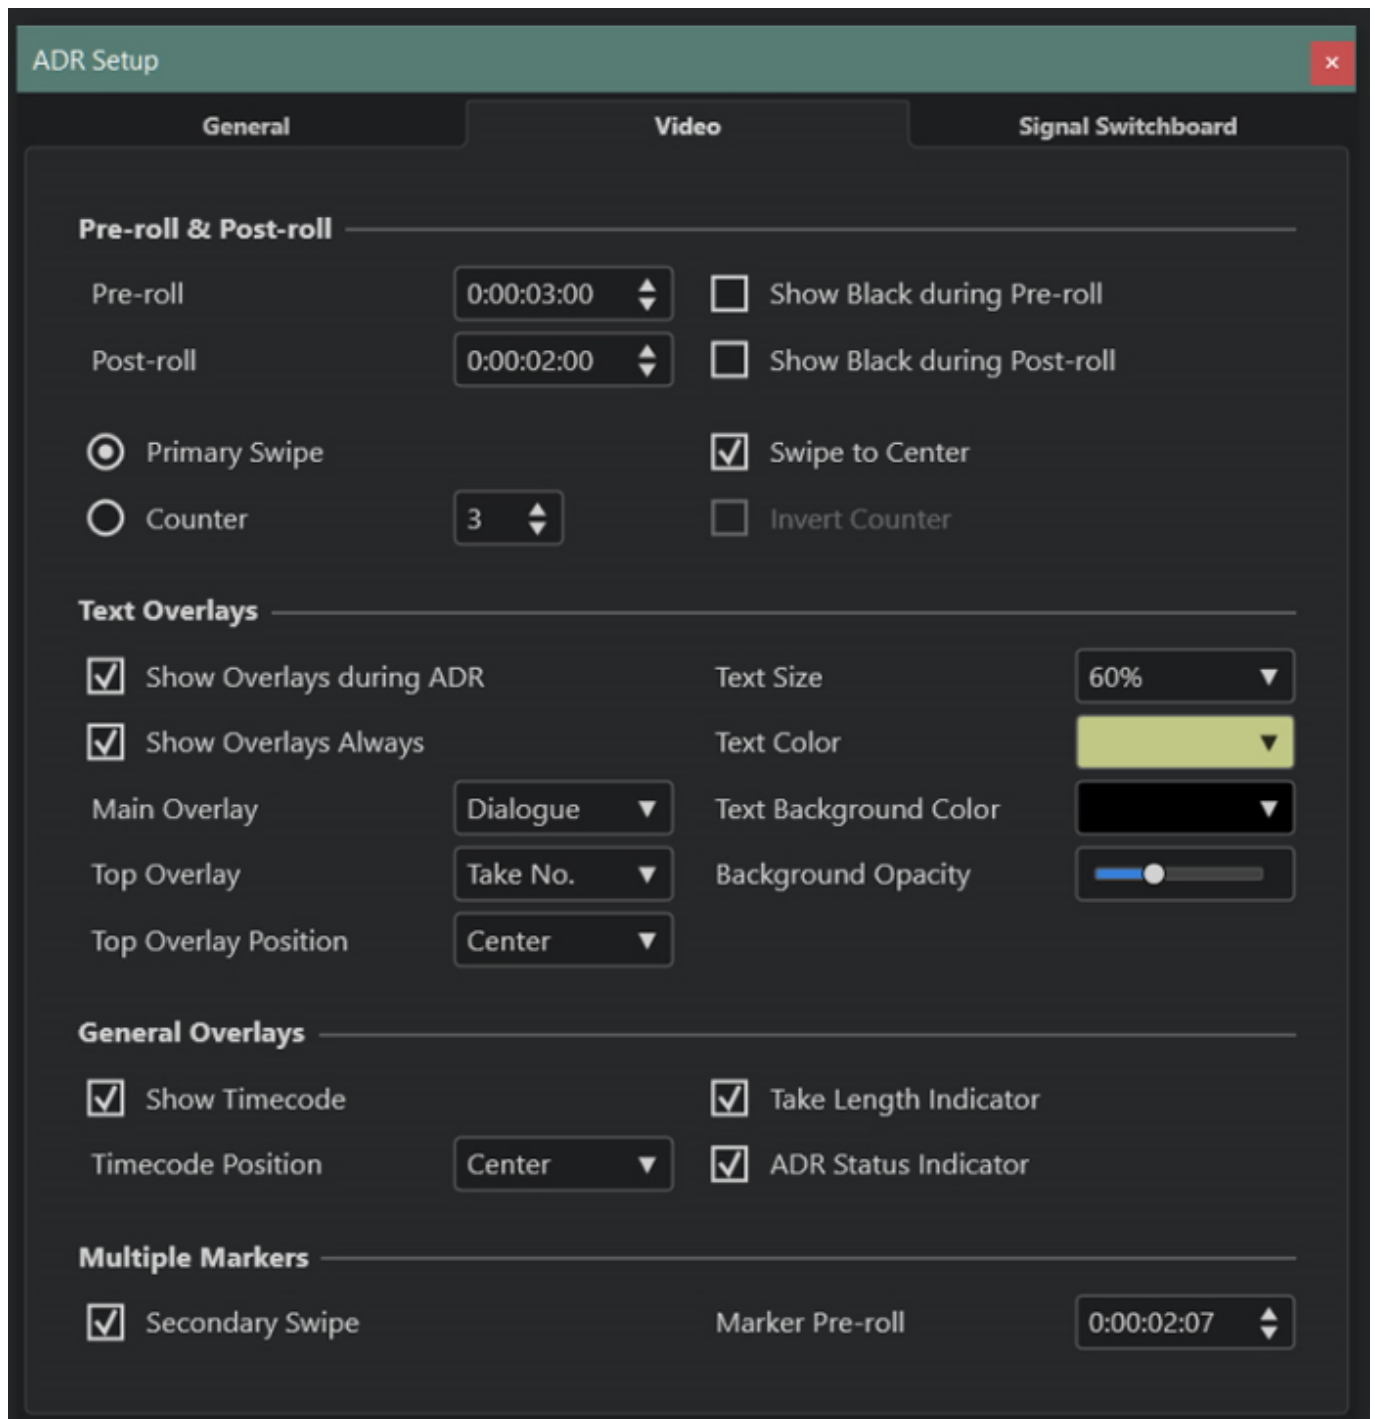 ADR Setup
General Video Signal Switchboard
Pre-roll & Post-roll
Pre-roll 0:00:03:00 Show Black during Pre-roll
Post-roll 0:00:02:00 Show Black during Post-roll
Primary Swipe Swipe to Center
Counter 3 Invert Counter
Text Overlays
Show Overlays during ADR Text Size 60%
Show Overlays Always Text Color
Main Overlay Dialogue Text Background Color
Top Overlay Take No. Background Opacity
Top Overlay Position Center
General Overlays
Show Timecode Take Length Indicator
Timecode Position Center ADR Status Indicator
Multiple Markers
Secondary Swipe Marker Pre-roll 0:00:02:07